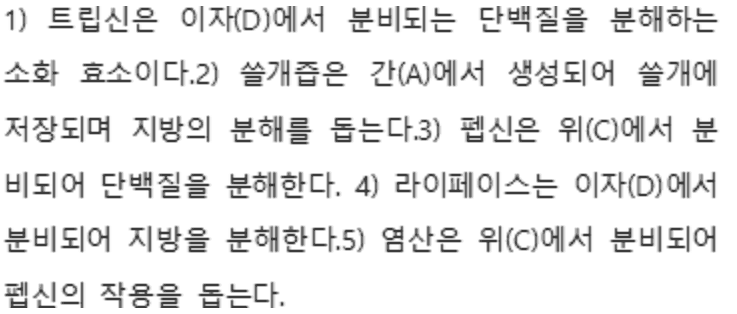 1) 트립신은 이자(D)에서 분비되는 단백질을 분해하는
소화 효소이다.2) 쓸개즙은 간(A)에서 생성되어 쓸개에
저장되며 지방의 분해를 돕는다.3) 펩신은 위(C)에서 분
비되어 단백질을 분해한다. 4) 라이페이스는 이자(D)에서
분비되어 지방을 분해한다.5) 염산은 위(C)에서 분비되어
펩신의 작용을 돕는다.